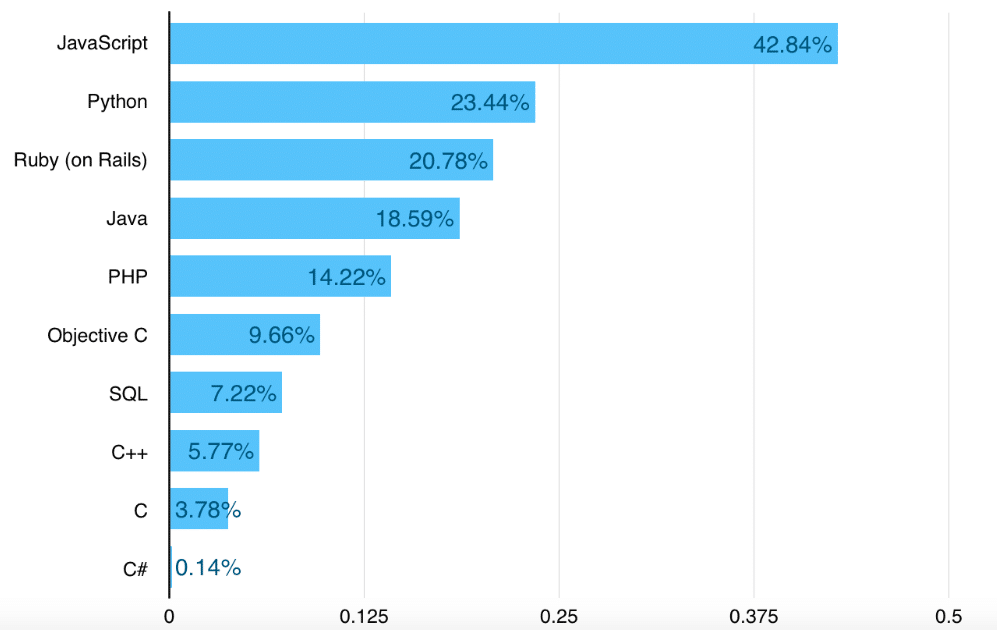 JavaScript 42.84%
Python 23.44%
Ruby (on Rails) 20.78%
Java 18.59%
PHP 14.22%
Objective C 9.66%
SQL 7.22%
C++ 5.77%
C 3.78%
C# 0.14%
0 0.125 0.25 0.375 0.5